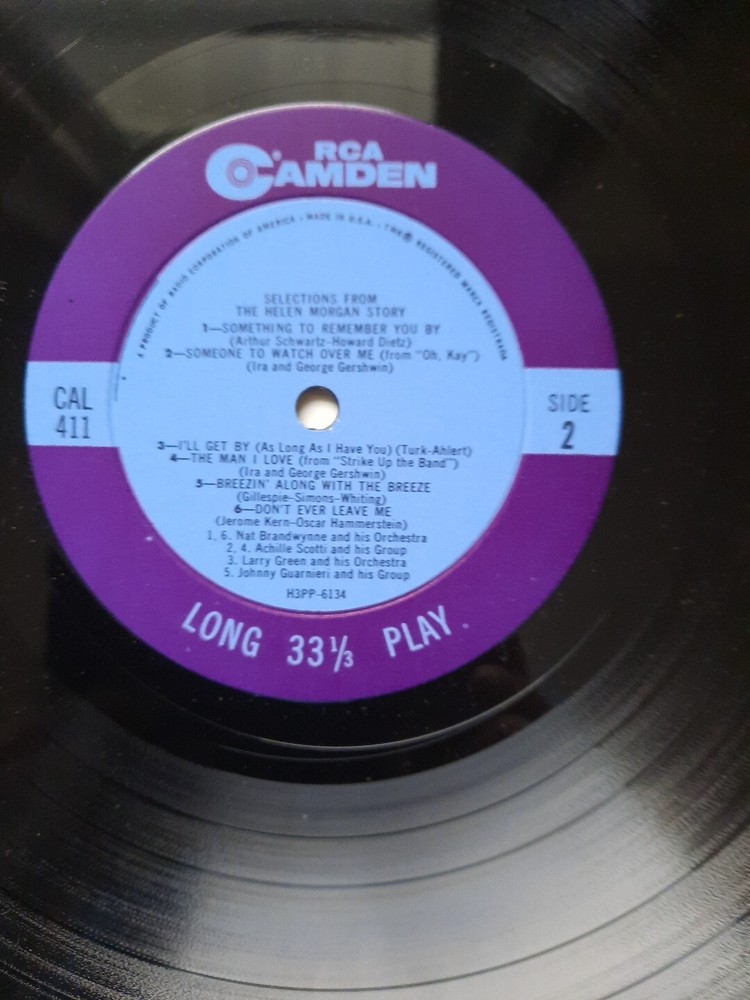 RCA
CAMDEN
A PRODUCT OF RADIO CORPORATION OF AMERICA • MADE IN U.S.A. • TMK ® REGISTERED MARCA REGISTRADA
SELECTIONS FROM
THE HELEN MORGAN STORY
1—SOMETHING TO REMEMBER YOU BY
(Arthur Schwartz-Howard Dietz)
2—SOMEONE TO WATCH OVER ME (from "Oh, Kay")
(Ira and George Gershwin)
CAL
411
SIDE
2
3—I'LL GET BY (As Long As I Have You) (Turk-Ahlert)
4—THE MAN I LOVE (from "Strike Up the Band")
(Ira and George Gershwin)
5—BREEZIN' ALONG WITH THE BREEZE
(Gillespie-Simons-Whiting)
6—DON'T EVER LEAVE ME
(Jerome Kern-Oscar Hammerstein)
1, 6. Nat Brandwynne and his Orchestra
2, 4. Achille Scotti and his Group
3. Larry Green and his Orchestra
5. Johnny Guarnieri and his Group
H3PP-6134
LONG 33⅓ PLAY